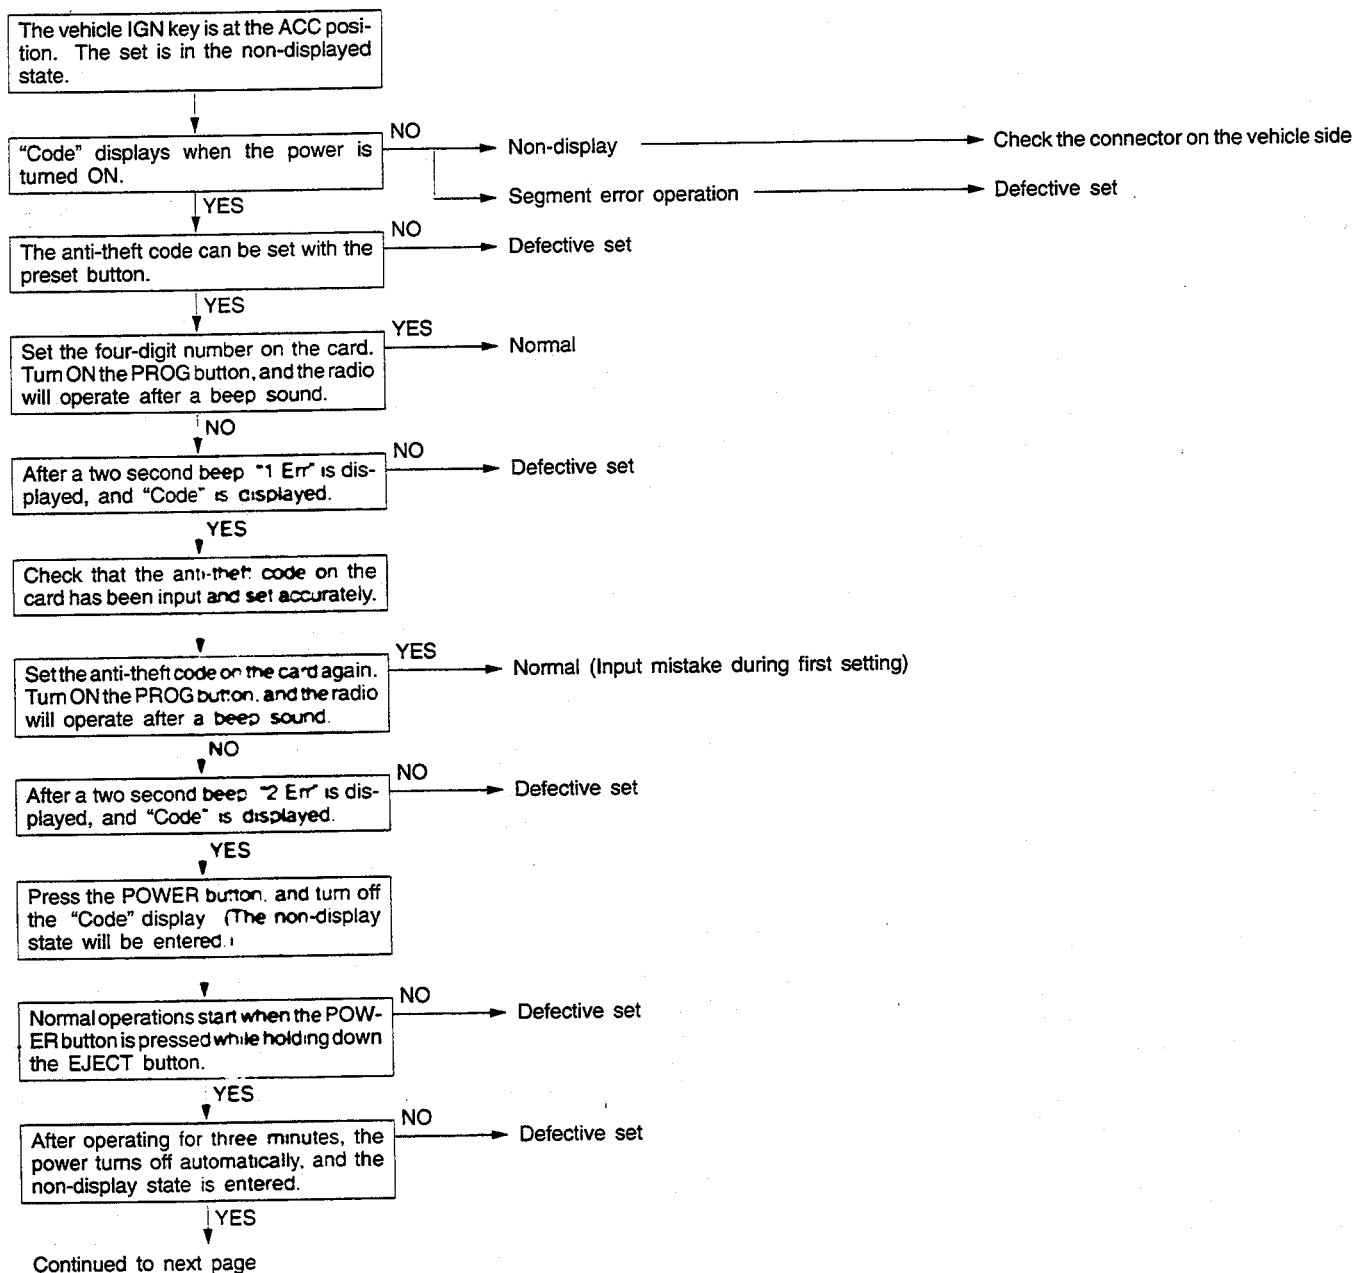 The vehicle IGN key is at the ACC posi-
tion. The set is in the non-displayed
state.
NO
"Code" displays when the power is
turned ON.
Non-display
Check the connector on the vehicle side
Segment error operation
Defective set
YES
NO
The anti-theft code can be set with the
preset button.
Defective set
YES
YES
Set the four-digit number on the card.
Turn ON the PROG button, and the radio
will operate after a beep sound.
Normal
NO
NO
After a two second beep "1 Err" is dis-
played, and "Code" is displayed.
Defective set
YES
Check that the anti-theft code on the
card has been input and set accurately.
YES
Set the anti-theft code on the card again.
Turn ON the PROG button, and the radio
will operate after a beep sound.
Normal (Input mistake during first setting)
NO
NO
After a two second beep "2 Err" is dis-
played, and "Code" is displayed.
Defective set
YES
Press the POWER button, and turn off
the "Code" display (The non-display
state will be entered.)
NO
Normal operations start when the POW-
ER button is pressed while holding down
the EJECT button.
Defective set
YES
NO
After operating for three minutes, the
power turns off automatically, and the
non-display state is entered.
Defective set
YES
Continued to next page